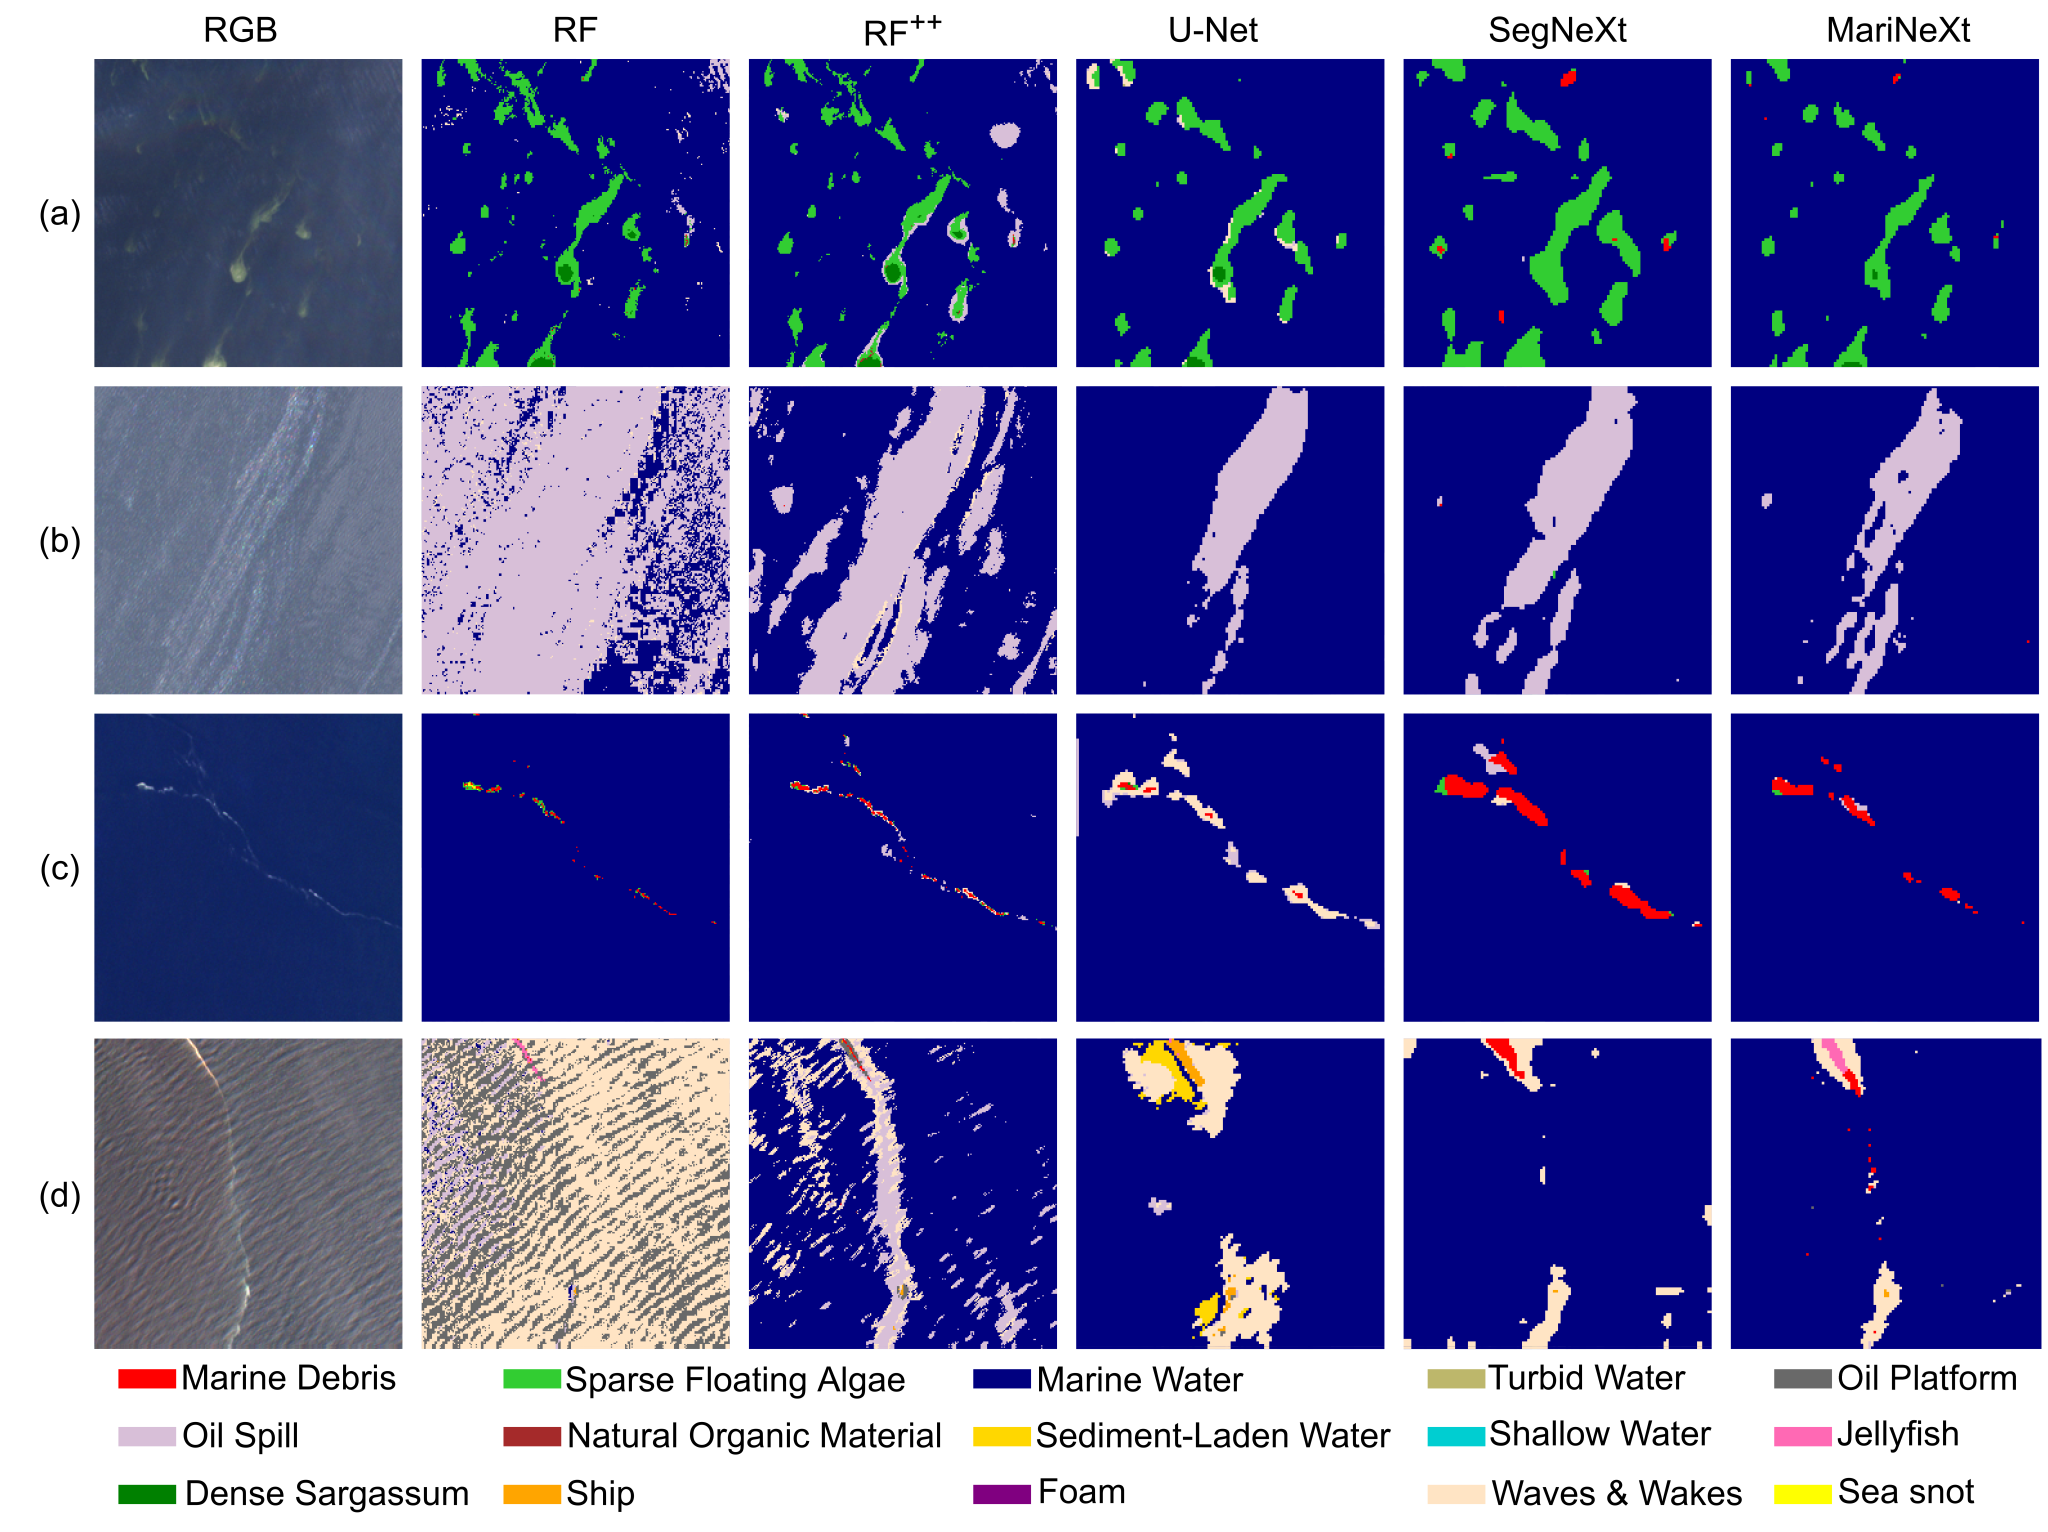 RGB RF RF++ U-Net SegNeXt MariNeXt
(a)
(b)
(c)
(d)
Marine Debris Sparse Floating Algae Marine Water Turbid Water Oil Platform
Oil Spill Natural Organic Material Sediment-Laden Water Shallow Water Jellyfish
Dense Sargassum Ship Foam Waves & Wakes Sea snot